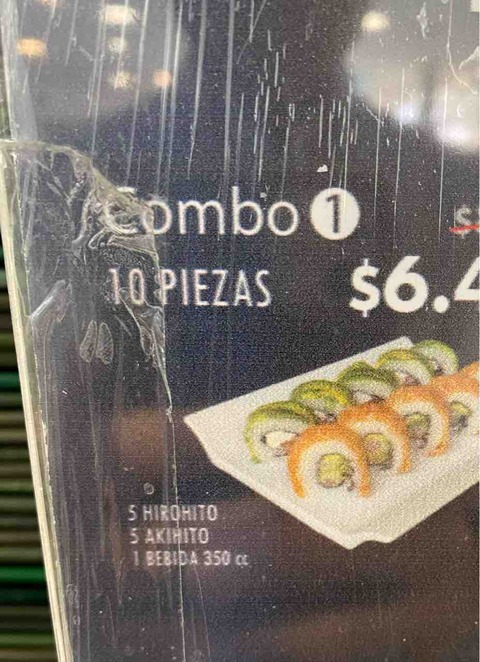 Combo 1
$
10 PIEZAS
$6.4
5 HIROHITO
5 AKIHITO
1 BEBIDA 350 cc